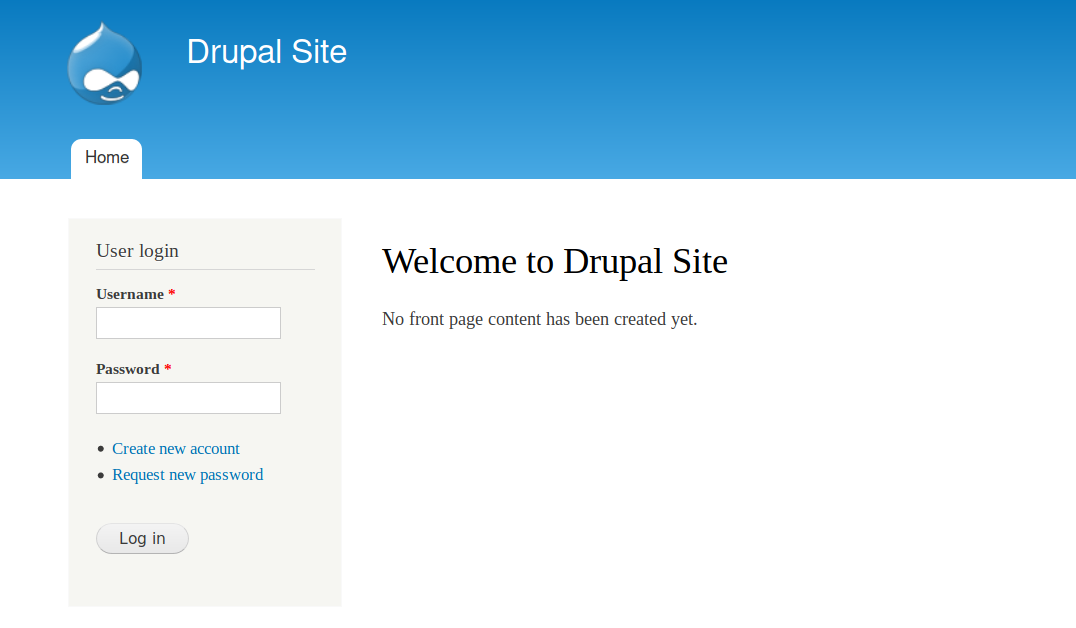 Drupal Site
Home
User login
Username *
Password *
Create new account
Request new password
Log in
Welcome to Drupal Site
No front page content has been created yet.